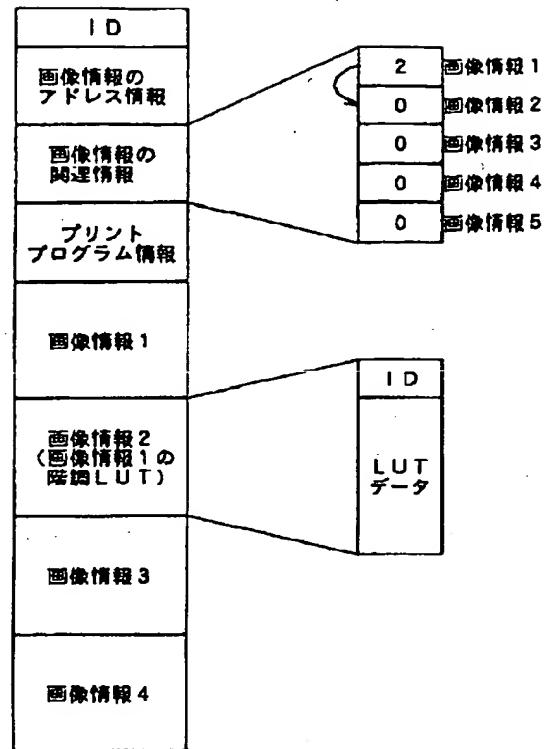 ID
画像情報の
アドレス情報
画像情報の
関連情報
プリント
プログラム情報
画像情報1
画像情報2
(画像情報1の
階調LUT)
画像情報3
画像情報4
2 画像情報1
0 画像情報2
0 画像情報3
0 画像情報4
0 画像情報5
ID
LUT
データ